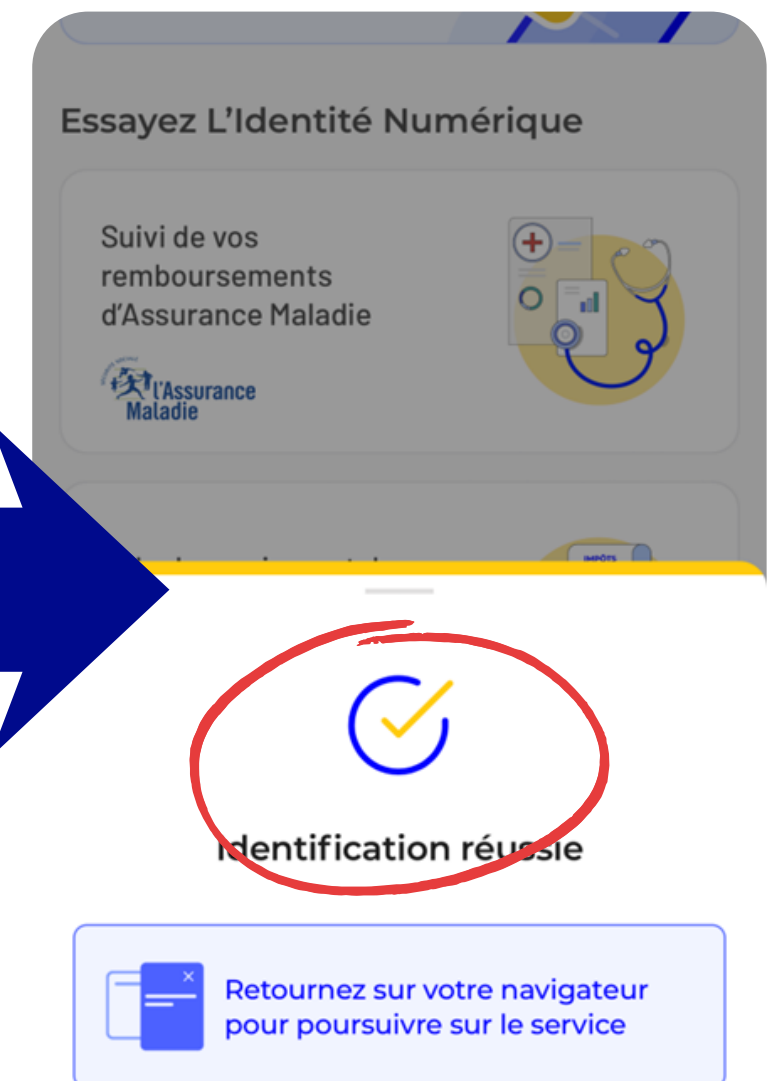 Essayez L’Identité Numérique
Suivi de vos
remboursements
d’Assurance Maladie
l’Assurance
Maladie
IMPÔTS
Identification réussie
Retournez sur votre navigateur
pour poursuivre sur le service